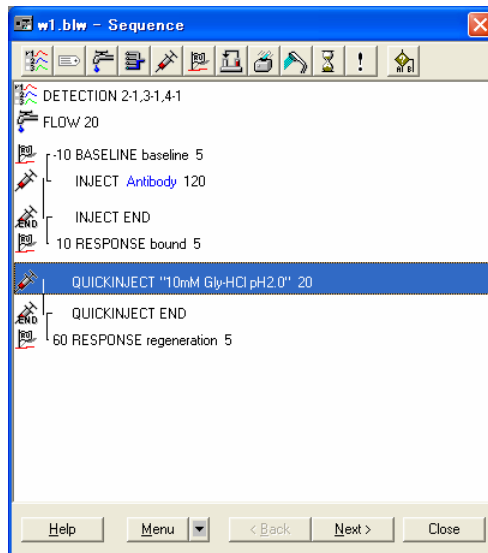 w1.blw - Sequence
DETECTION 2-1,3-1,4-1
FLOW 20
-10 BASELINE baseline 5
INJECT Antibody 120
INJECT END
10 RESPONSE bound 5
QUICKINJECT "10mM Gly-HCl pH2.0" 20
QUICKINJECT END
60 RESPONSE regeneration 5
Help Menu < Back Next > Close